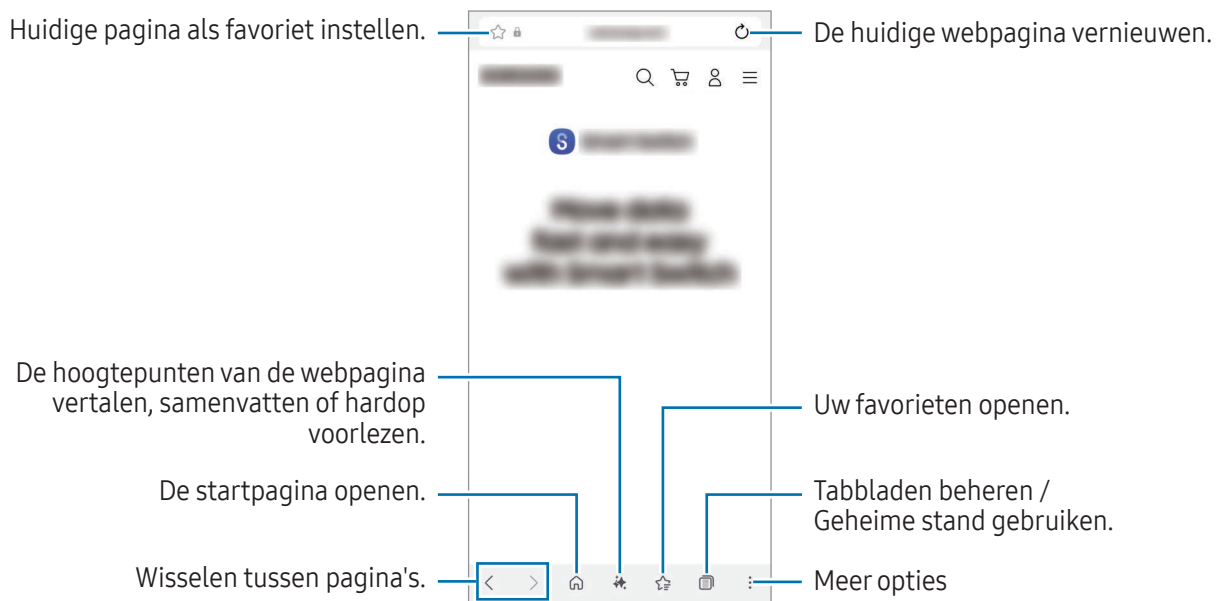 Huidige pagina als favoriet instellen.
De huidige webpagina vernieuwen.
S
De hoogtepunten van de webpagina
vertalen, samenvatten of hardop
voorlezen.
Uw favorieten openen.
De startpagina openen.
Tabbladen beheren /
Geheime stand gebruiken.
Wisselen tussen pagina's.
Meer opties